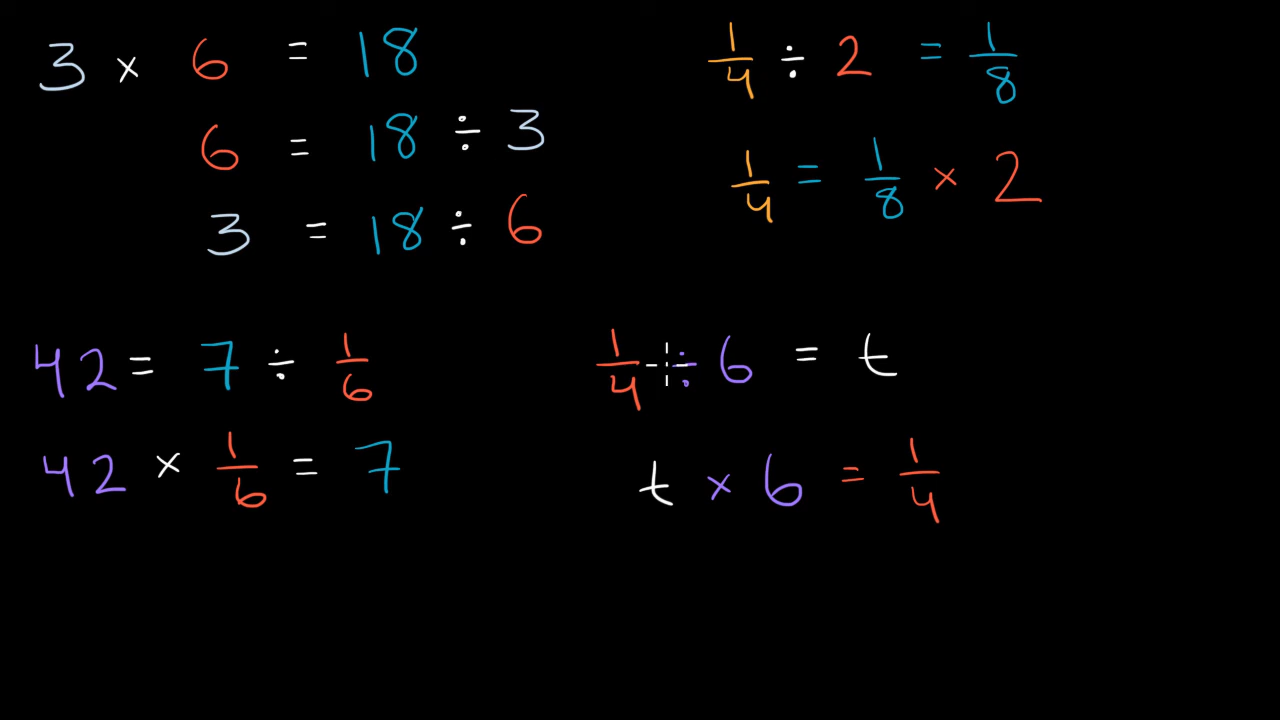 3 × 6 = 18
6 = 18 ÷ 3
3 = 18 ÷ 6
1/4 ÷ 2 = 1/8
1/4 = 1/8 × 2
42 = 7 ÷ 1/6
42 × 1/6 = 7
1/4 ÷ 6 = t
t × 6 = 1/4